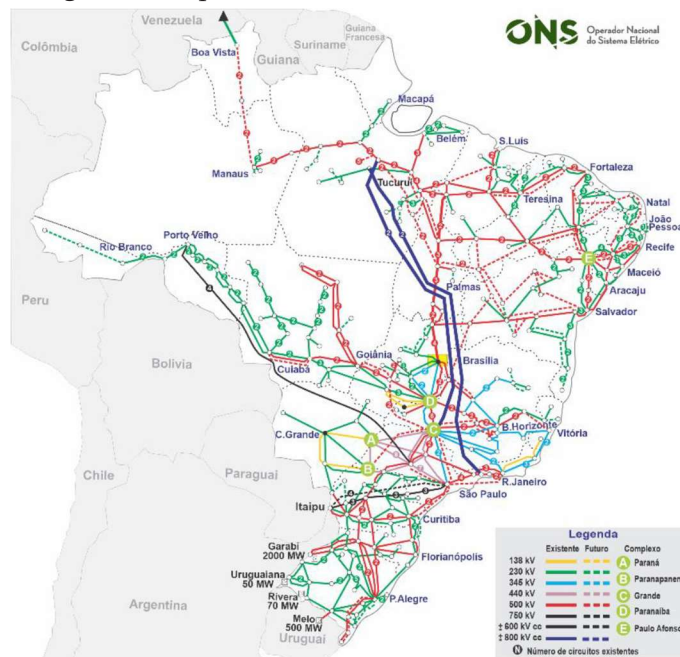 Venezuela
Colômbia
Boa Vista
Guiana
Suriname
Guiana
Francesa
ONS
Operador Nacional
do Sistema Elétrico
Macapá
Belém
S.Luis
Fortaleza
Manaus
Tucuruí
Teresina
Natal
João
Pessoa
Recife
Maceió
Aracaju
Salvador
Porto Velho
Rio Branco
Palmas
Peru
Bolivia
Cuiabá
Goiânia
Brasília
E
D
C
A
B
C.Grande
B.Horizonte
Vitória
Chile
Paraguai
São Paulo
R.Janeiro
Itaipu
Curitiba
Garabi
2000 MW
Florianópolis
Uruguaiana
50 MW
Rivera
70 MW
P.Alegre
Melo
500 MW
Argentina
Uruguai
Legenda
Existente Futuro Complexo
138 kV A Paraná
230 kV B Paranapanem
345 kV
440 kV C Grande
500 kV D Paranaíba
750 kV
± 600 kV cc E Paulo Afonso
± 800 kV cc
N Número de circuitos existentes